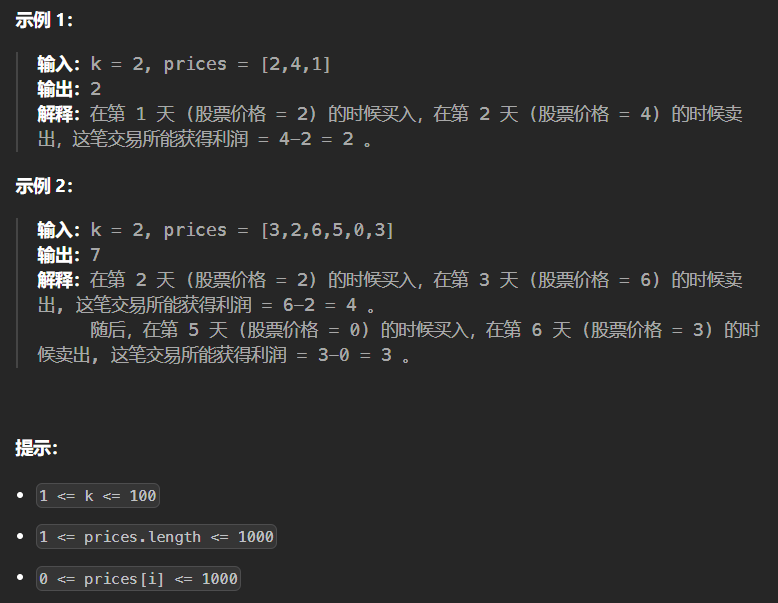 示例 1：
输入：k = 2, prices = [2,4,1]
输出：2
解释：在第 1 天 (股票价格 = 2) 的时候买入，在第 2 天 (股票价格 = 4) 的时候卖
出，这笔交易所能获得利润 = 4-2 = 2 。
示例 2：
输入：k = 2, prices = [3,2,6,5,0,3]
输出：7
解释：在第 2 天 (股票价格 = 2) 的时候买入，在第 3 天 (股票价格 = 6) 的时候卖
出, 这笔交易所能获得利润 = 6-2 = 4 。
随后，在第 5 天 (股票价格 = 0) 的时候买入，在第 6 天 (股票价格 = 3) 的时
候卖出, 这笔交易所能获得利润 = 3-0 = 3 。
提示：
• 1 <= k <= 100
• 1 <= prices.length <= 1000
• 0 <= prices[i] <= 1000